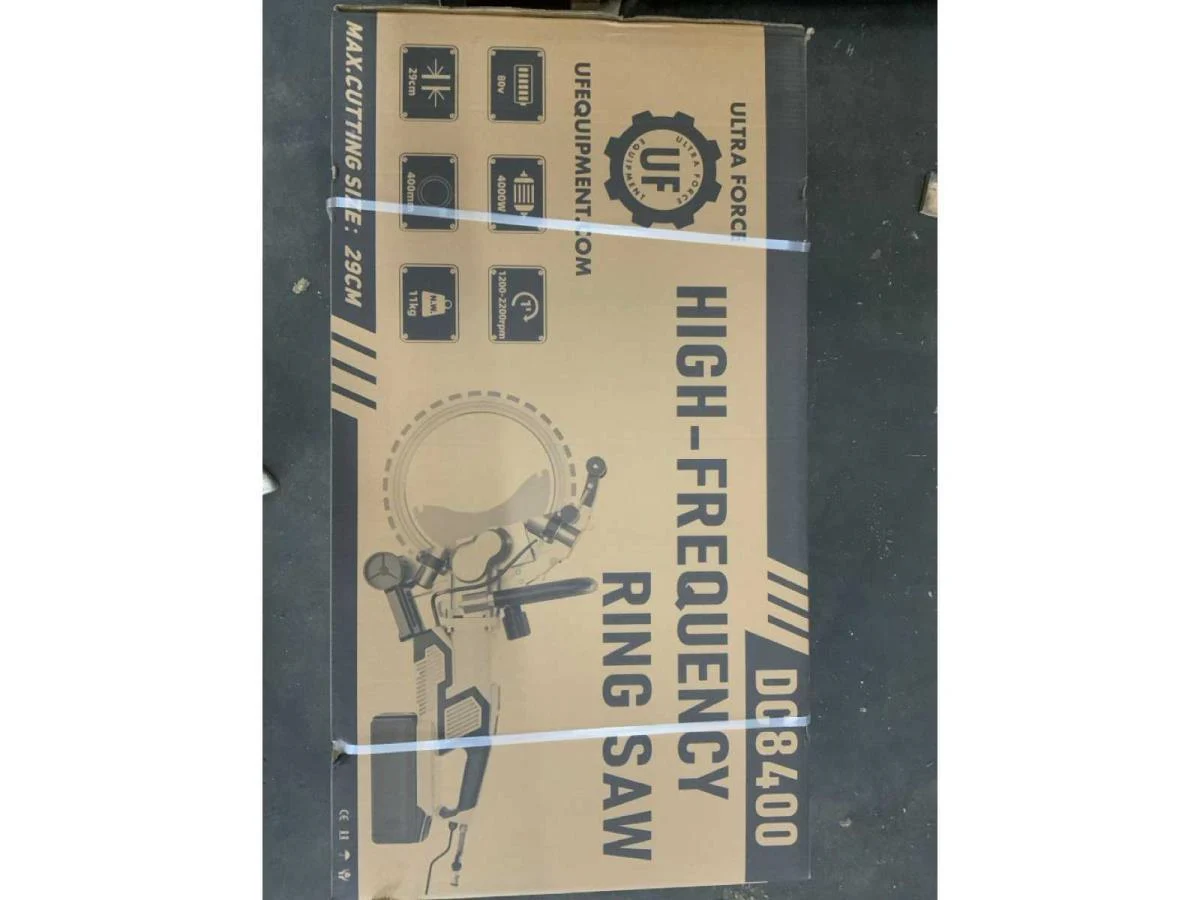 DC8400
ULTRA FORCE
ULTRA FORCE
UF
EQUIPMENT
UFEQUIPMENT.COM
HIGH-FREQUENCY
RING SAW
80v
4000W
1200-2200rpm
29cm
400mm
N.W.
11kg
MAX.CUTTING SIZE: 29CM
CE